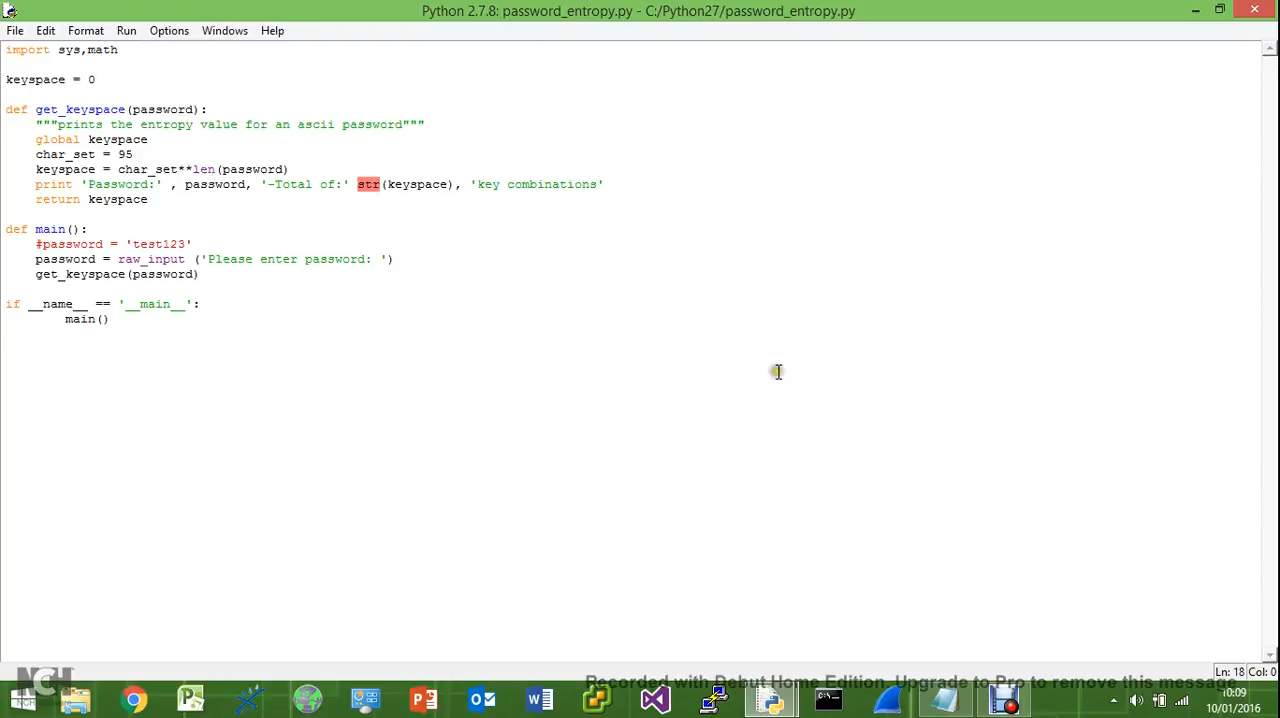 Python 2.7.8: password_entropy.py - C:/Python27/password_entropy.py
File Edit Format Run Options Windows Help
import sys,math
keyspace = 0
def get_keyspace(password):
"""prints the entropy value for an ascii password"""
global keyspace
char_set = 95
keyspace = char_set**len(password)
print 'Password:' , password, '-Total of:' str(keyspace), 'key combinations'
return keyspace
def main():
#password = 'test123'
password = raw_input ('Please enter password: ')
get_keyspace(password)
if __name__ == '__main__':
main()
Ln: 18 Col: 0
NCH
Recorded with Debut Home Edition. Upgrade to Pro to remove this message
10:09
10/01/2016